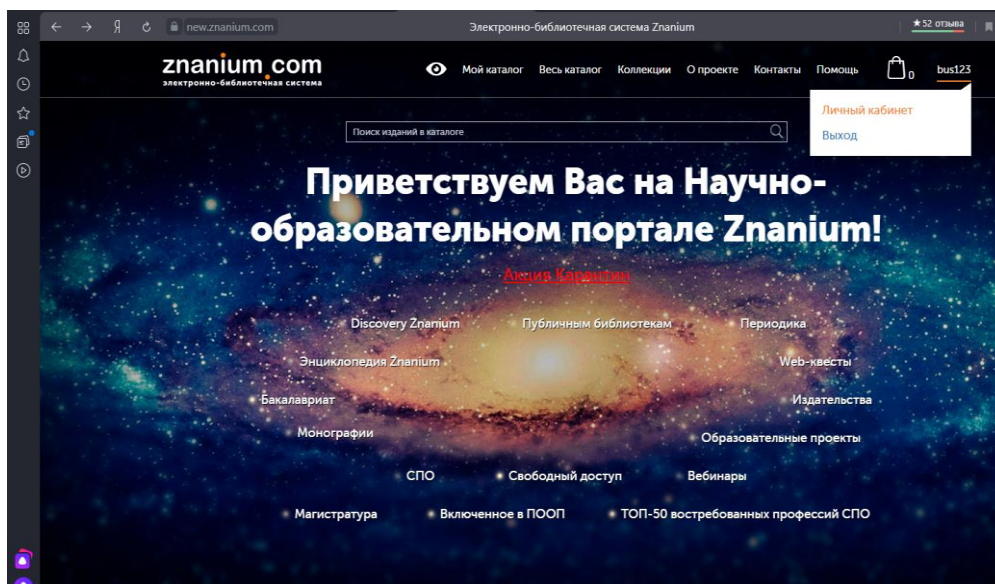 new.znanium.com
Электронно-библиотечная система Znanium
★52 отзыва
znanium.com
электронно-библиотечная система
Мой каталог Весь каталог Коллекции О проекте Контакты Помощь 0 bus123
Личный кабинет
Выход
Поиск изданий в каталоге
Приветствуем Вас на Научно-
образовательном портале Znanium!
Акция Карантин
Discovery Znanium Публичным библиотекам Периодика
Энциклопедия Znanium Web-квесты
Бакалавриат Издательства
Монографии Образовательные проекты
СПО Свободный доступ Вебинары
Магистратура Включенное в ПООП ТОП-50 востребованных профессий СПО